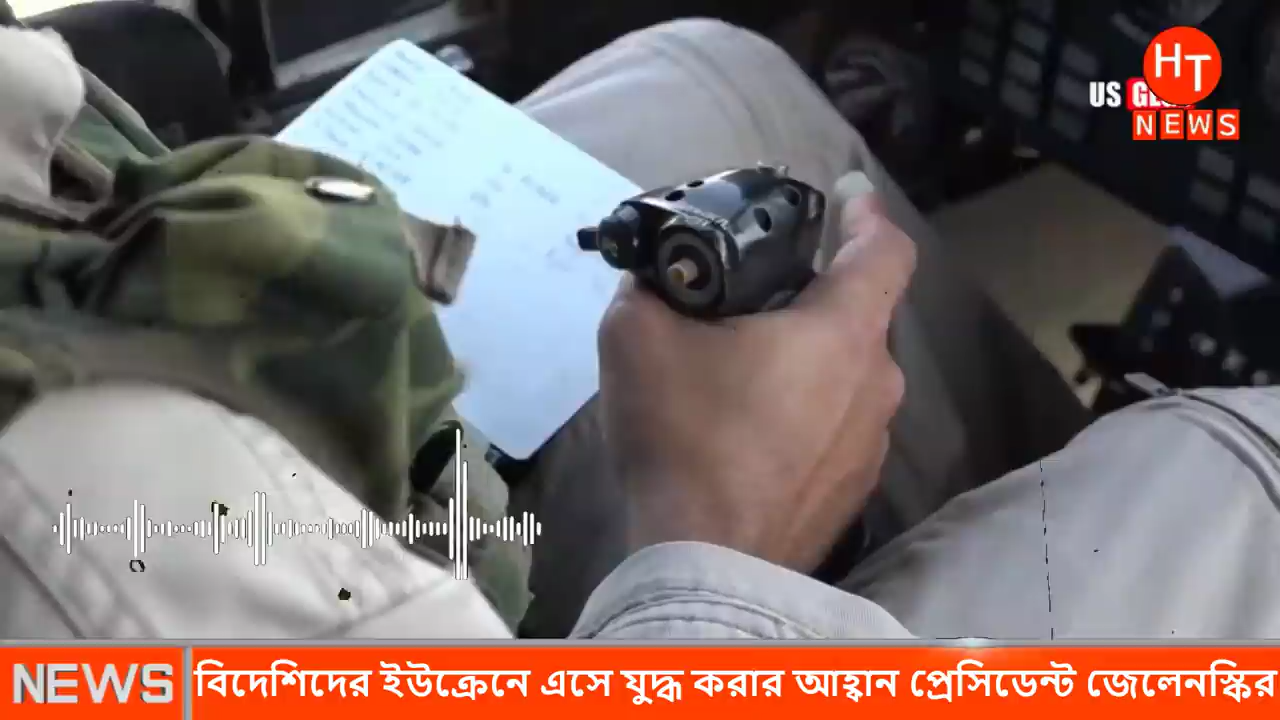 HT
US
NEWS
NEWS
বিদেশিদের ইউক্রেনে এসে যুদ্ধ করার আহ্বান প্রেসিডেন্ট জেলেনস্কির